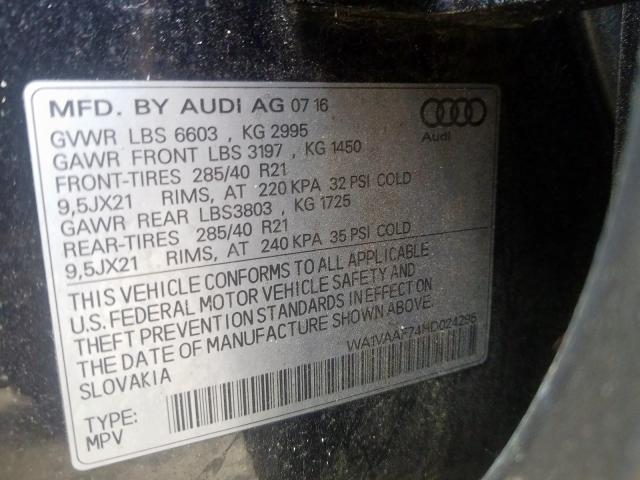 MFD. BY AUDI AG 07 16
Audi
GVWR LBS 6603 , KG 2995
GAWR FRONT LBS 3197 , KG 1450
FRONT-TIRES 285/40 R21
9,5JX21 RIMS, AT 220 KPA 32 PSI COLD
GAWR REAR LBS3803 , KG 1725
REAR-TIRES 285/40 R21
9,5JX21 RIMS, AT 240 KPA 35 PSI COLD
THIS VEHICLE CONFORMS TO ALL APPLICABLE
U.S. FEDERAL MOTOR VEHICLE SAFETY AND
THEFT PREVENTION STANDARDS IN EFFECT ON
THE DATE OF MANUFACTURE SHOWN ABOVE.
SLOVAKIA WA1VAAF74HD024295
TYPE:
MPV